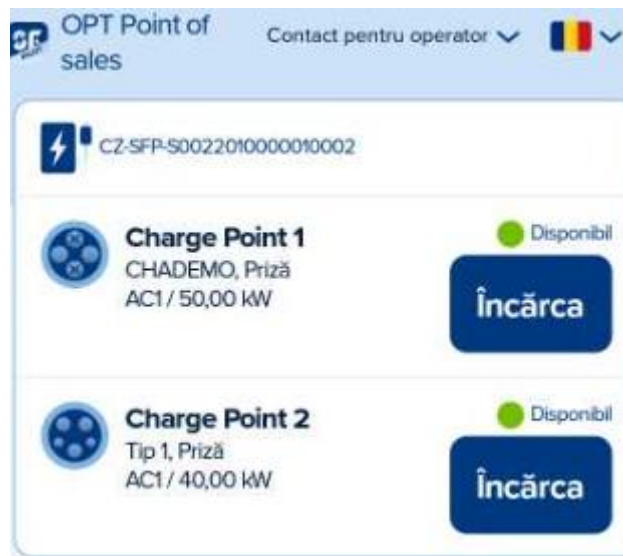 OPT Point of sales
Contact pentru operator
CZ-SFP-S0022010000010002
Charge Point 1
CHADEMO, Priză
AC1 / 50,00 kW
Disponibil
Încărca
Charge Point 2
Tip 1, Priză
AC1 / 40,00 kW
Disponibil
Încărca